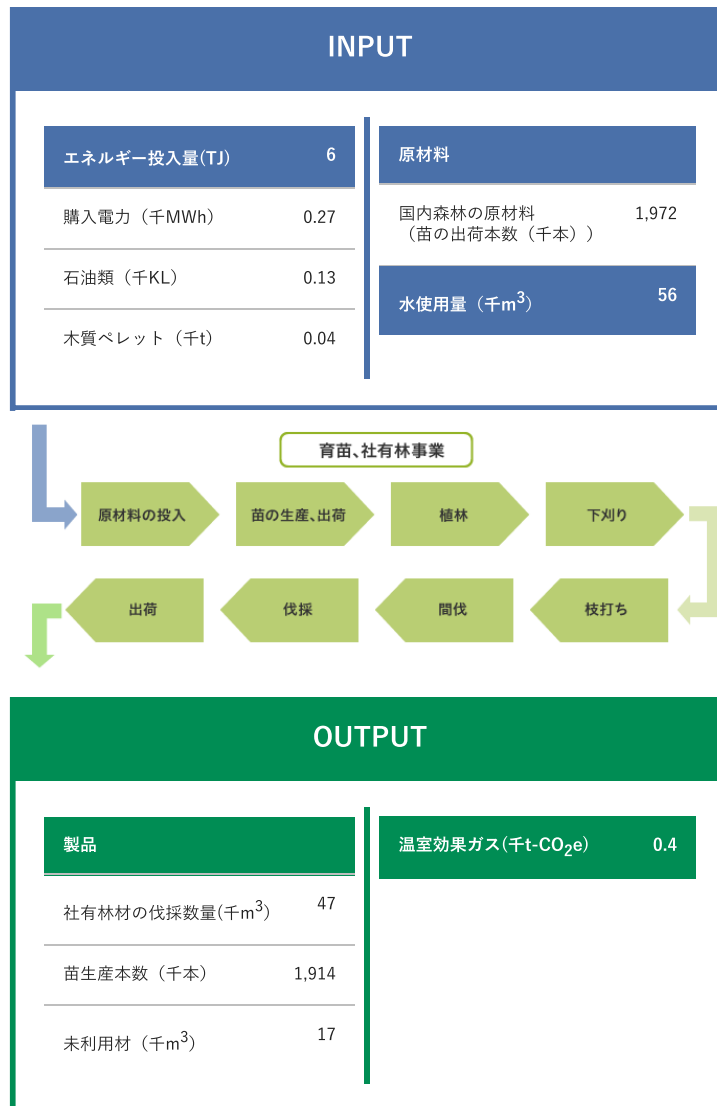 INPUT
エネルギー投入量(TJ) 6
購入電力（千MWh） 0.27
石油類（千KL） 0.13
木質ペレット（千t） 0.04
原材料
国内森林の原材料 1,972
（苗の出荷本数（千本））
水使用量（千m³） 56
育苗、社有林事業
原材料の投入
苗の生産、出荷
植林
下刈り
枝打ち
間伐
伐採
出荷
OUTPUT
製品
社有林材の伐採数量(千m³) 47
苗生産本数（千本） 1,914
未利用材（千m³） 17
温室効果ガス(千t-CO₂e) 0.4